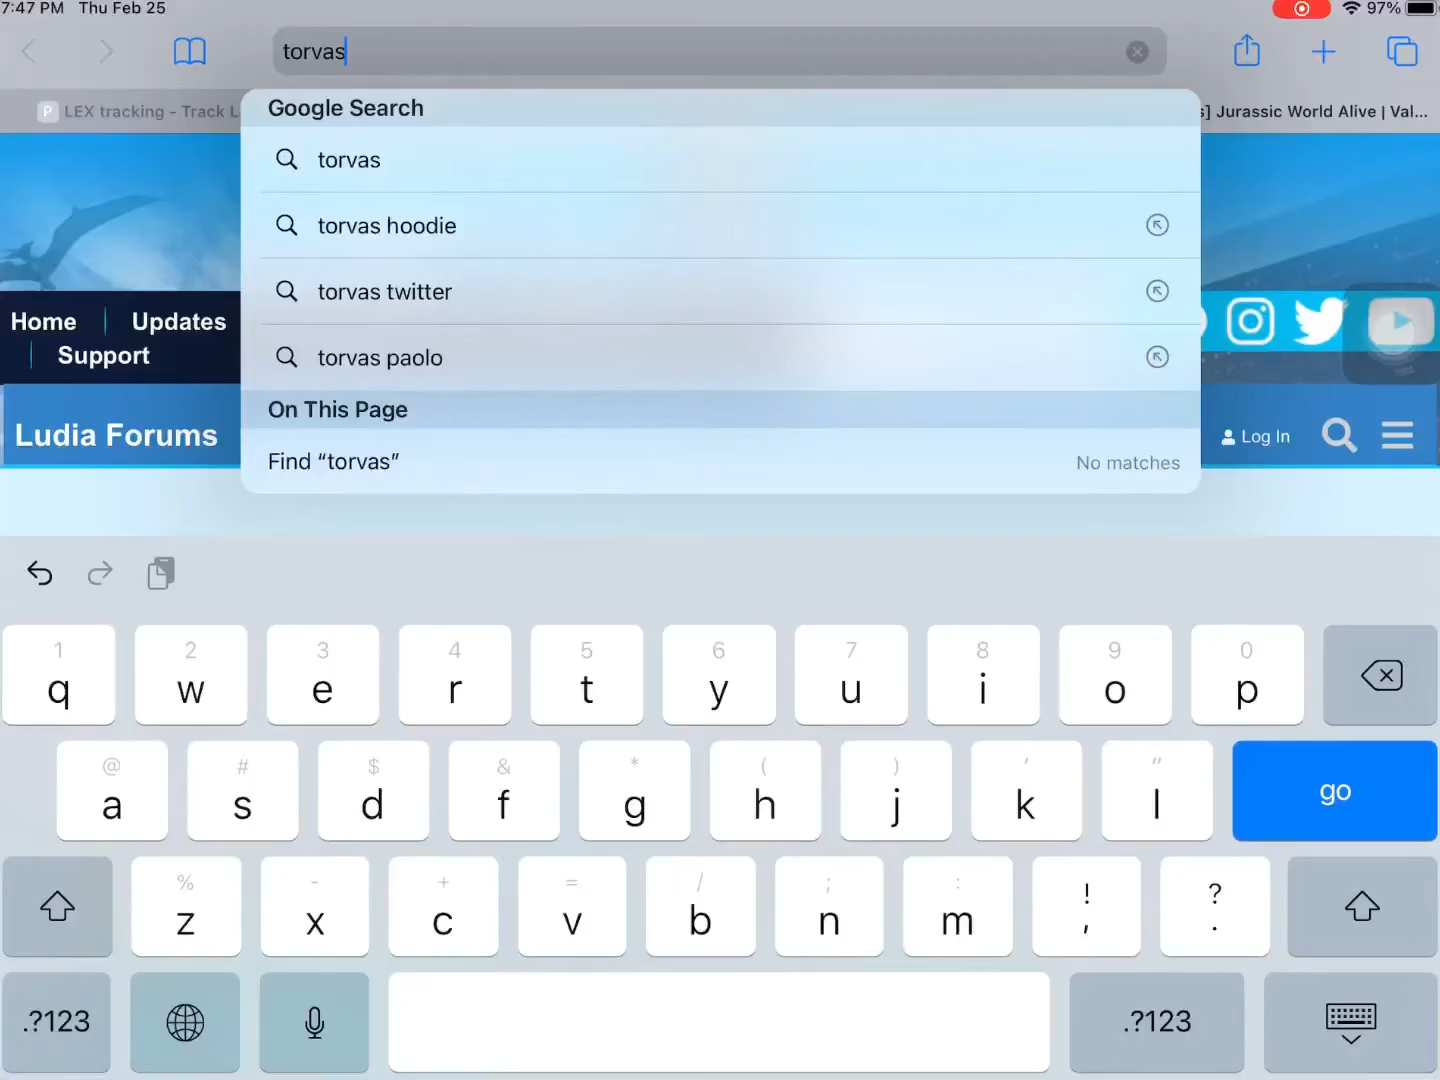 7:47 PM Thu Feb 25
97%
torvas
P LEX tracking - Track L
s] Jurassic World Alive | Val...
Google Search
torvas
torvas hoodie
torvas twitter
torvas paolo
On This Page
Find “torvas”
No matches
Home
Updates
Support
Ludia Forums
Log In
1 2 3 4 5 6 7 8 9 0
q w e r t y u i o p
@ # $ & * ( ) ' "
a s d f g h j k l go
% - + = / ; : ! ?
z x c v b n m , .
.?123 .?123